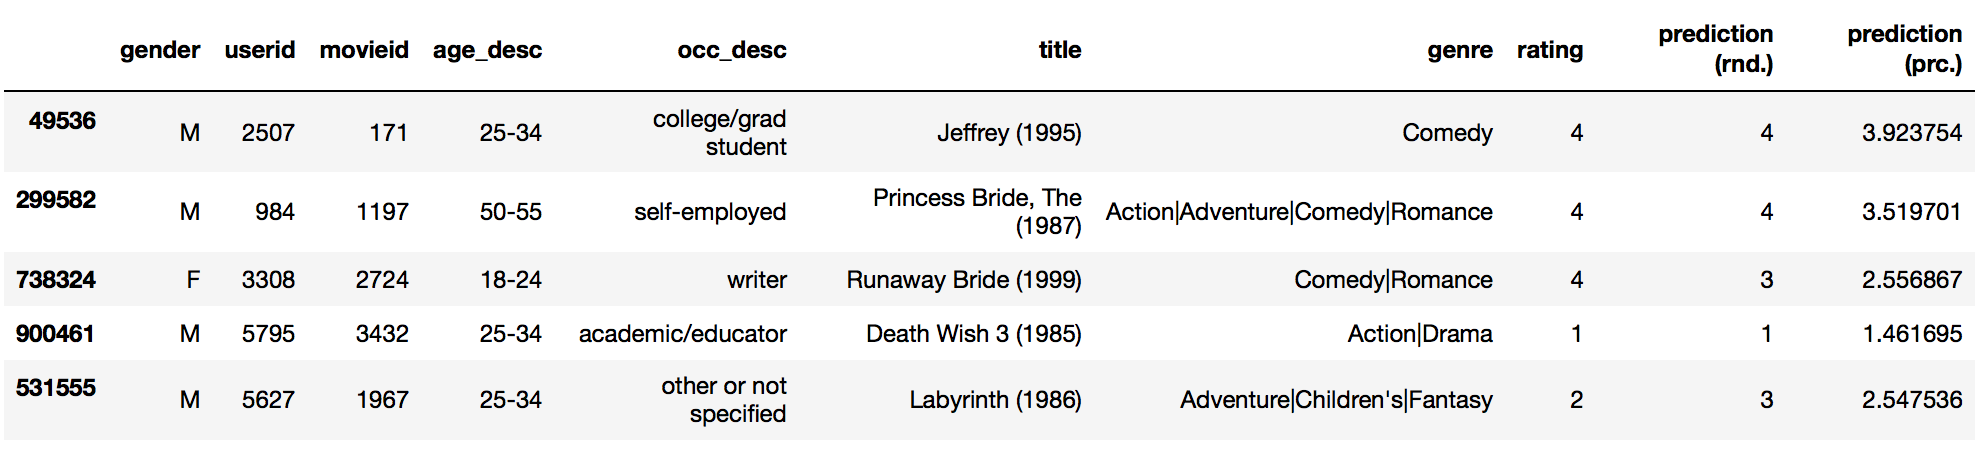 gender userid movieid age_desc occ_desc title genre rating prediction (rnd.) prediction (prc.)
49536 M 2507 171 25-34 college/grad student Jeffrey (1995) Comedy 4 4 3.923754
299582 M 984 1197 50-55 self-employed Princess Bride, The (1987) Action|Adventure|Comedy|Romance 4 4 3.519701
738324 F 3308 2724 18-24 writer Runaway Bride (1999) Comedy|Romance 4 3 2.556867
900461 M 5795 3432 25-34 academic/educator Death Wish 3 (1985) Action|Drama 1 1 1.461695
531555 M 5627 1967 25-34 other or not specified Labyrinth (1986) Adventure|Children's|Fantasy 2 3 2.547536